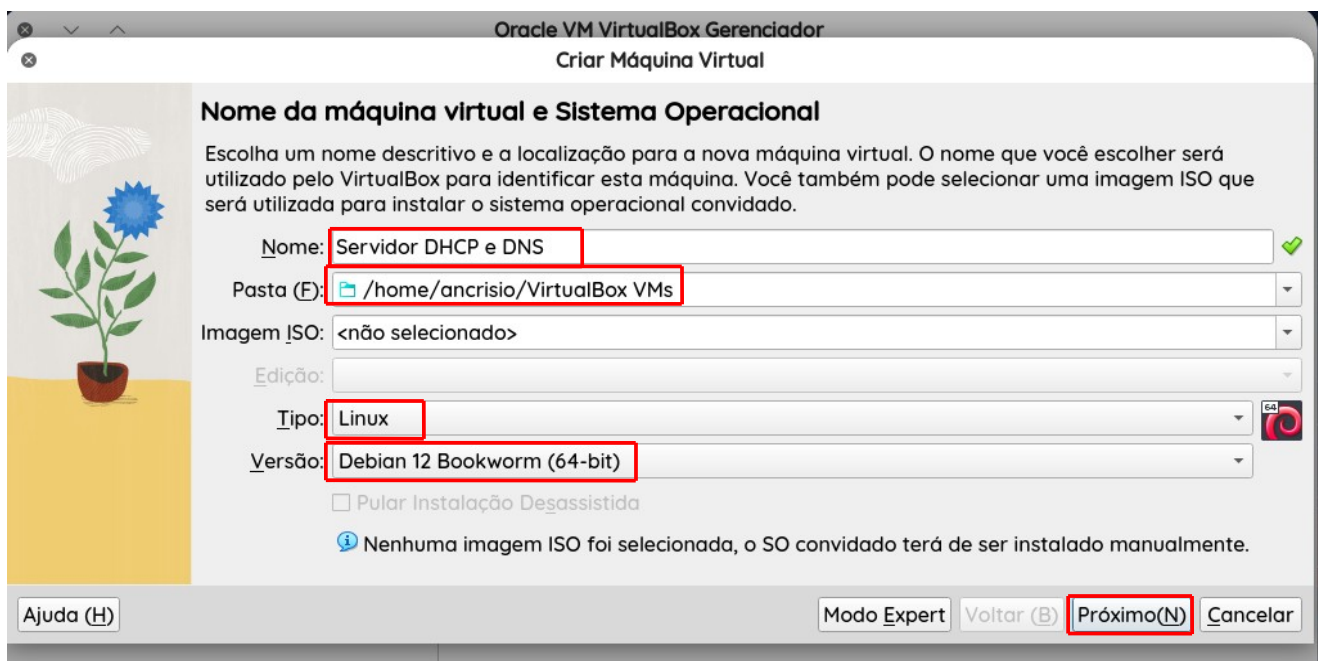 Oracle VM VirtualBox Gerenciador
Criar Máquina Virtual
Nome da máquina virtual e Sistema Operacional
Escolha um nome descritivo e a localização para a nova máquina virtual. O nome que você escolher será
utilizado pelo VirtualBox para identificar esta máquina. Você também pode selecionar uma imagem ISO que
será utilizada para instalar o sistema operacional convidado.
Nome: Servidor DHCP e DNS
Pasta (F): /home/ancrisio/VirtualBox VMs
Imagem ISO: <não selecionado>
Edição:
Tipo: Linux
64
Versão: Debian 12 Bookworm (64-bit)
Pular Instalação Desassistida
Nenhuma imagem ISO foi selecionada, o SO convidado terá de ser instalado manualmente.
Ajuda (H) Modo Expert Voltar (B) Próximo(N) Cancelar